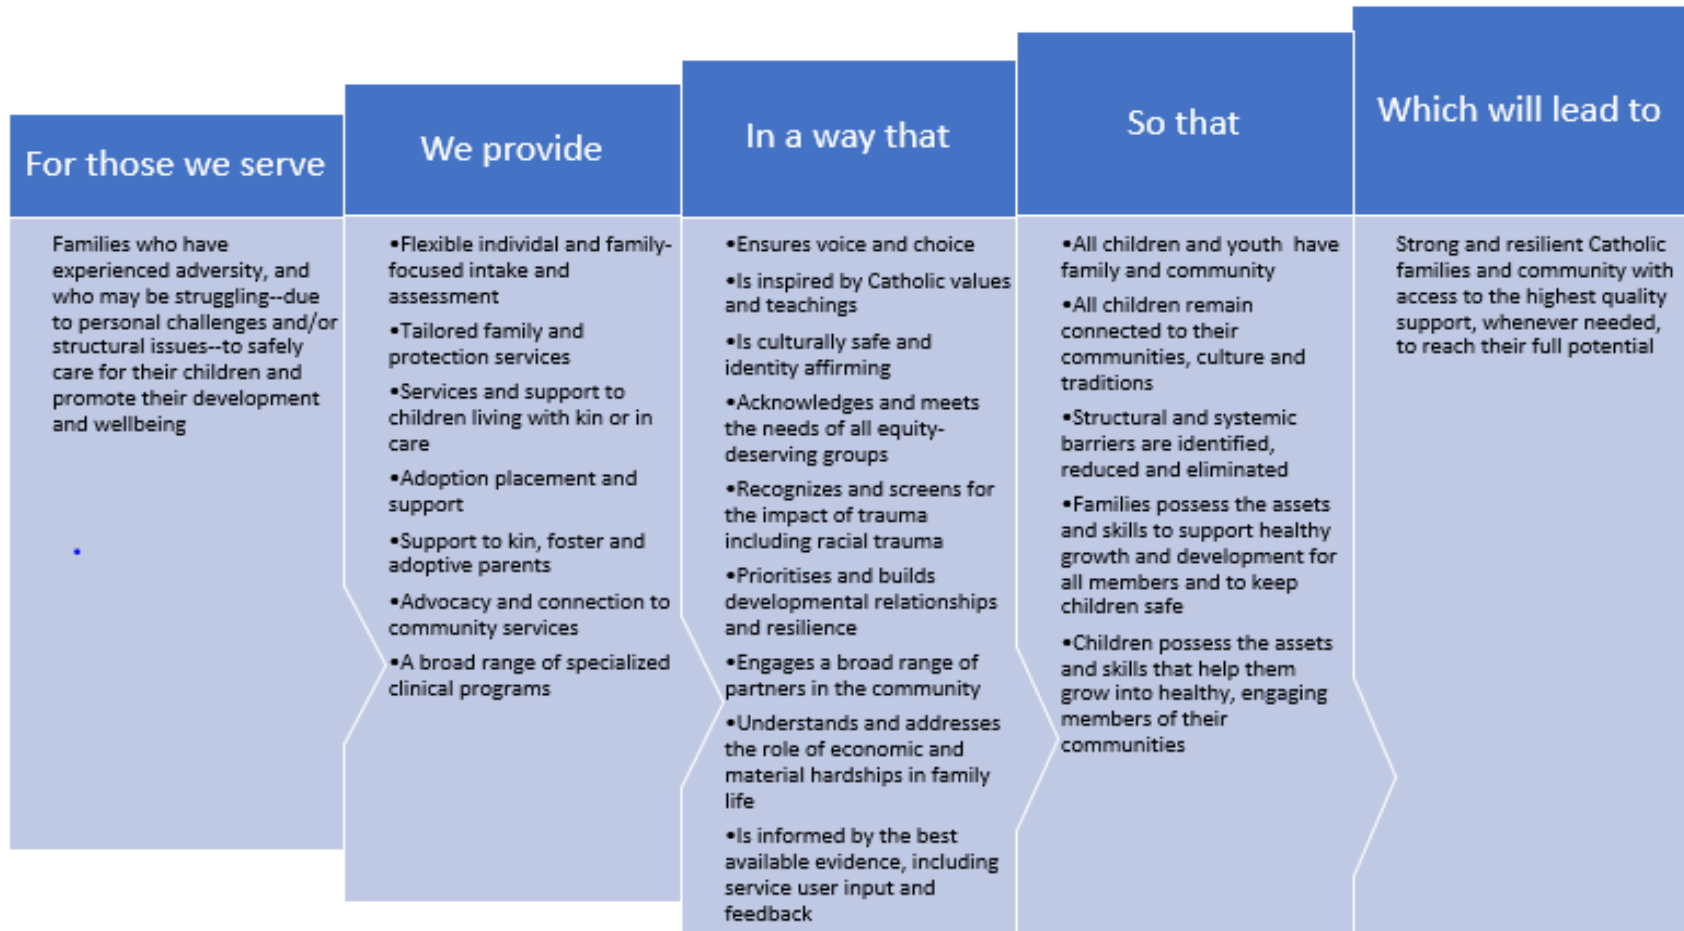 For those we serve
Families who have
experienced adversity, and
who may be struggling--due
to personal challenges and/or
structural issues--to safely
care for their children and
promote their development
and wellbeing
•
We provide
•Flexible individal and family-
focused intake and
assessment
•Tailored family and
protection services
•Services and support to
children living with kin or in
care
•Adoption placement and
support
•Support to kin, foster and
adoptive parents
•Advocacy and connection to
community services
•A broad range of specialized
clinical programs
In a way that
•Ensures voice and choice
•Is inspired by Catholic values
and teachings
•Is culturally safe and
identity affirming
•Acknowledges and meets
the needs of all equity-
deserving groups
•Recognizes and screens for
the impact of trauma
including racial trauma
•Prioritises and builds
developmental relationships
and resilience
•Engages a broad range of
partners in the community
•Understands and addresses
the role of economic and
material hardships in family
life
•Is informed by the best
available evidence, including
service user input and
feedback
So that
•All children and youth  have
family and community
•All children remain
connected to their
communities, culture and
traditions
•Structural and systemic
barriers are identified,
reduced and eliminated
•Families possess the assets
and skills to support healthy
growth and development for
all members and to keep
children safe
•Children possess the assets
and skills that help them
grow into healthy, engaging
members of their
communities
Which will lead to
Strong and resilient Catholic
families and community with
access to the highest quality
support, whenever needed,
to reach their full potential